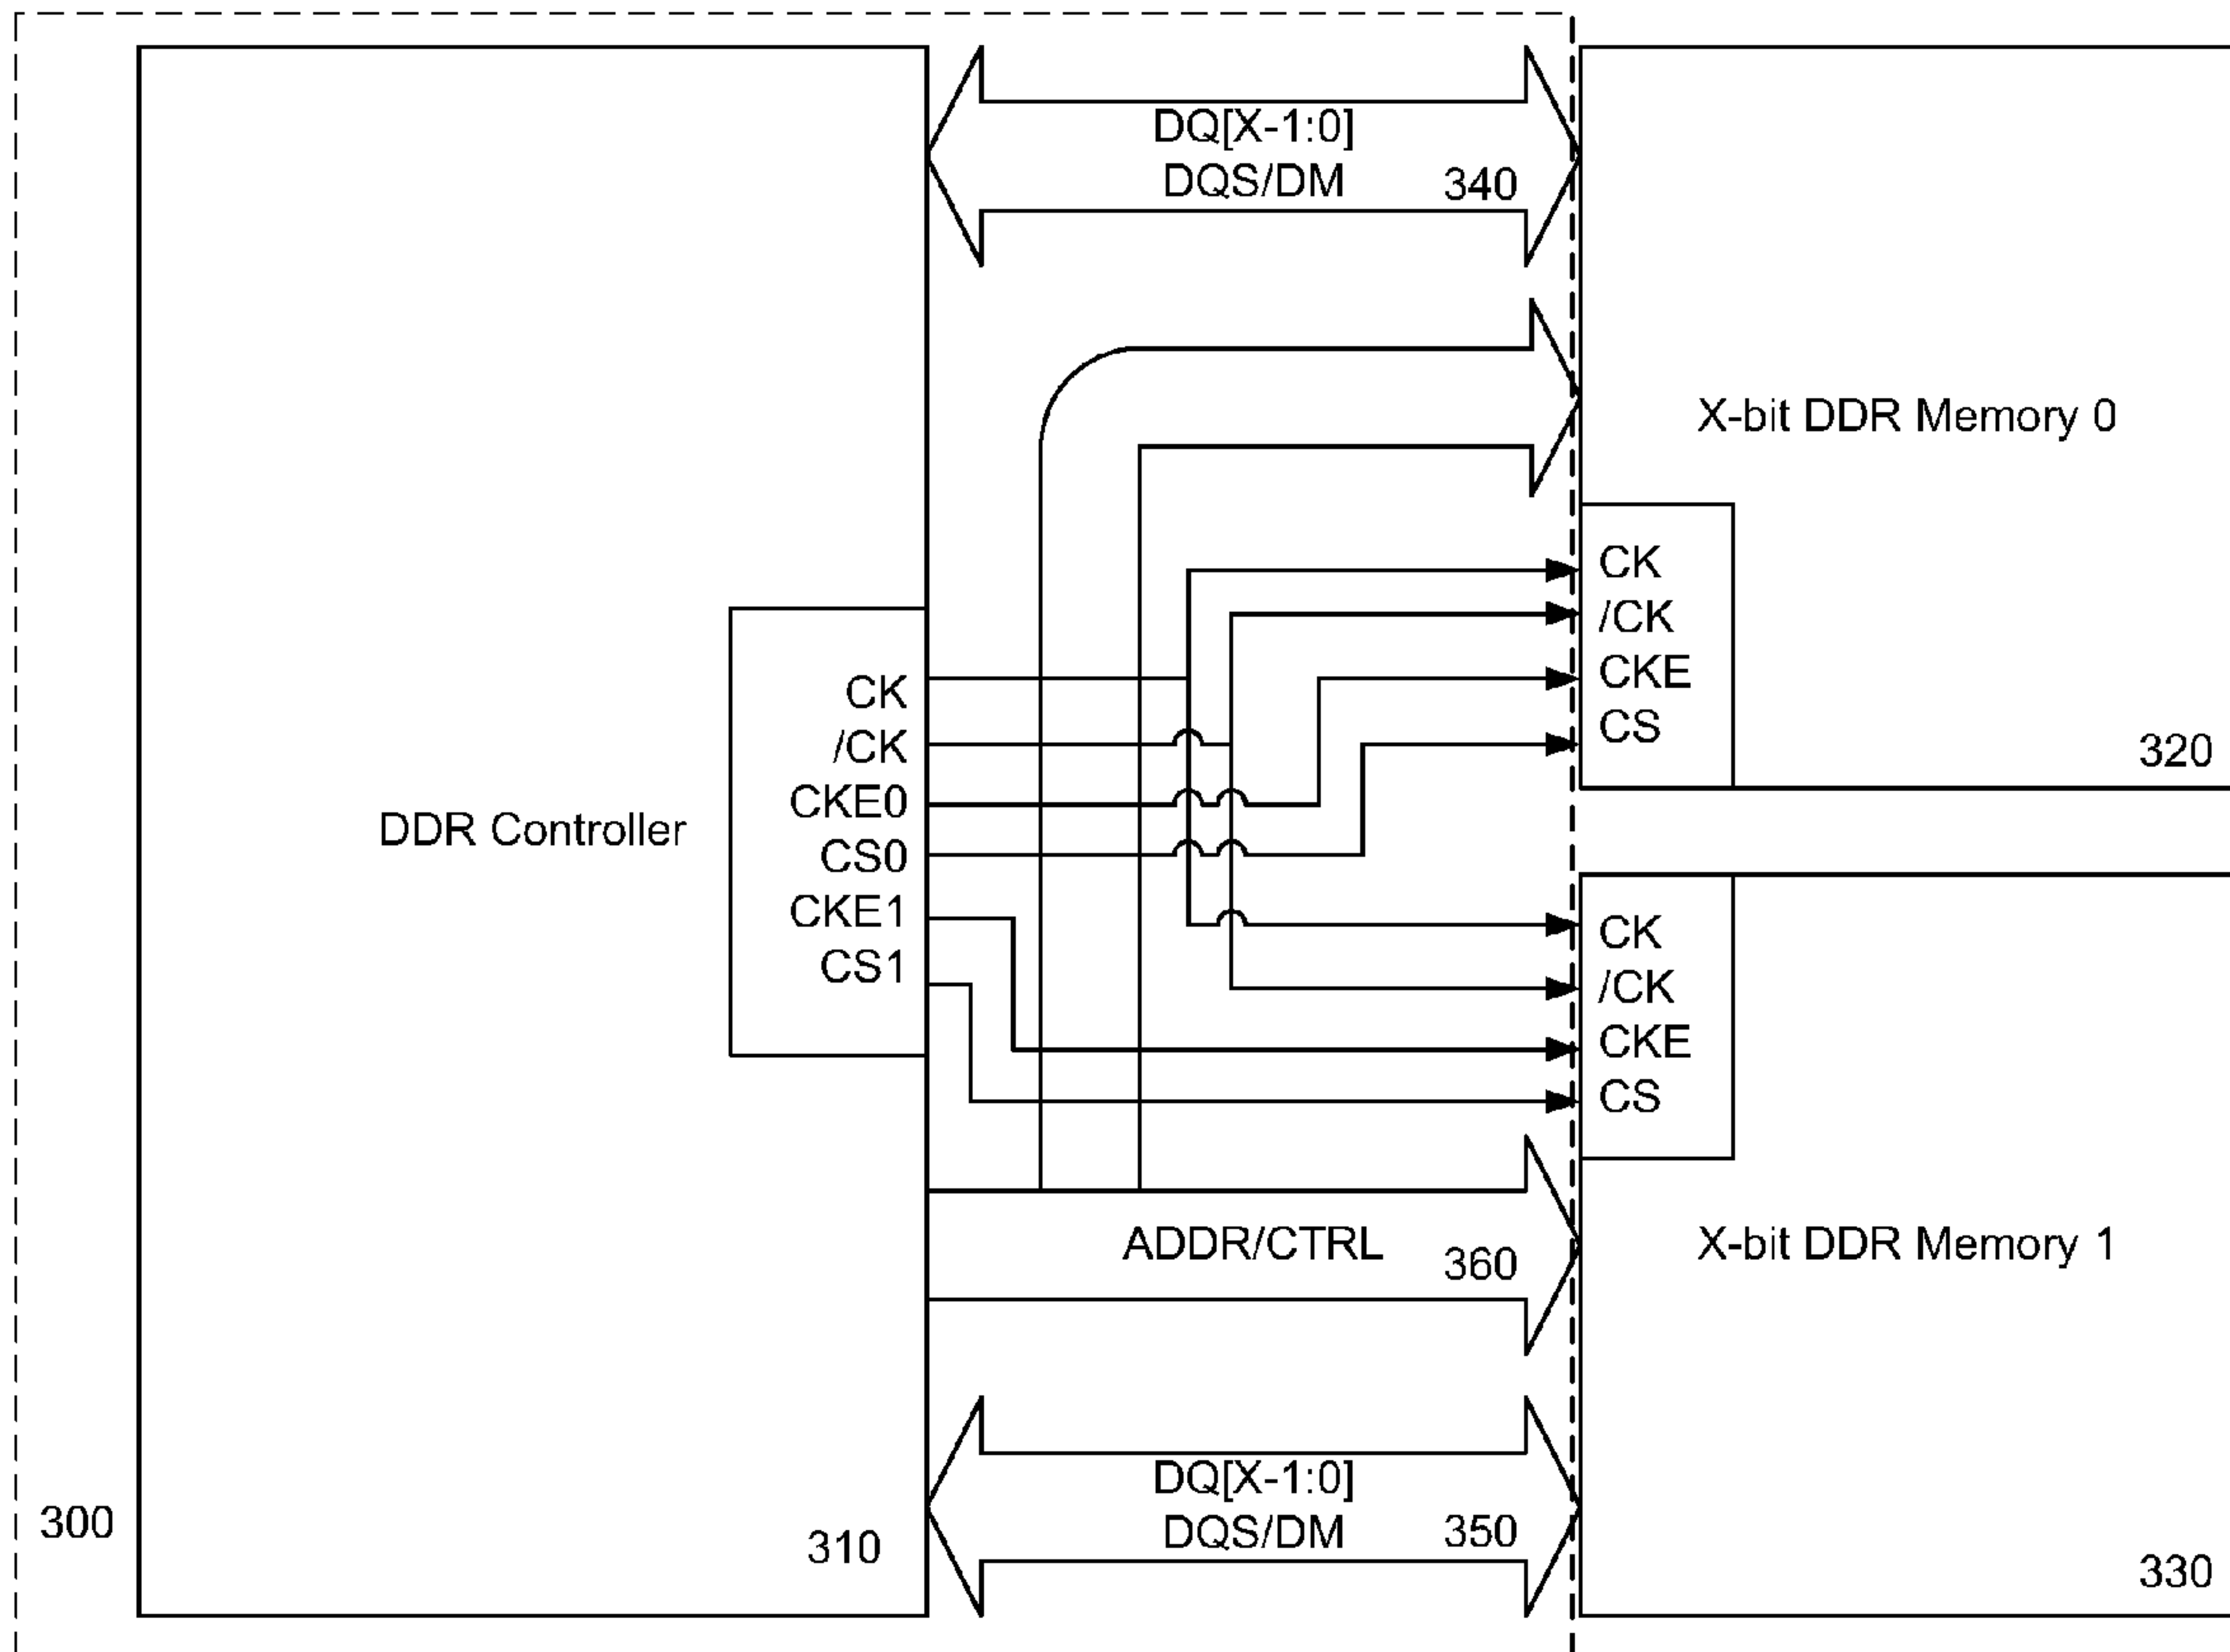 DQ[X-1:0]
DQS/DM
340
X-bit DDR Memory 0
CK
/CK
CKE
CS
320
DDR Controller
CK
/CK
CKE0
CS0
CKE1
CS1
CK
/CK
CKE
CS
ADDR/CTRL
360
X-bit DDR Memory 1
DQ[X-1:0]
DQS/DM
350
300
310
330